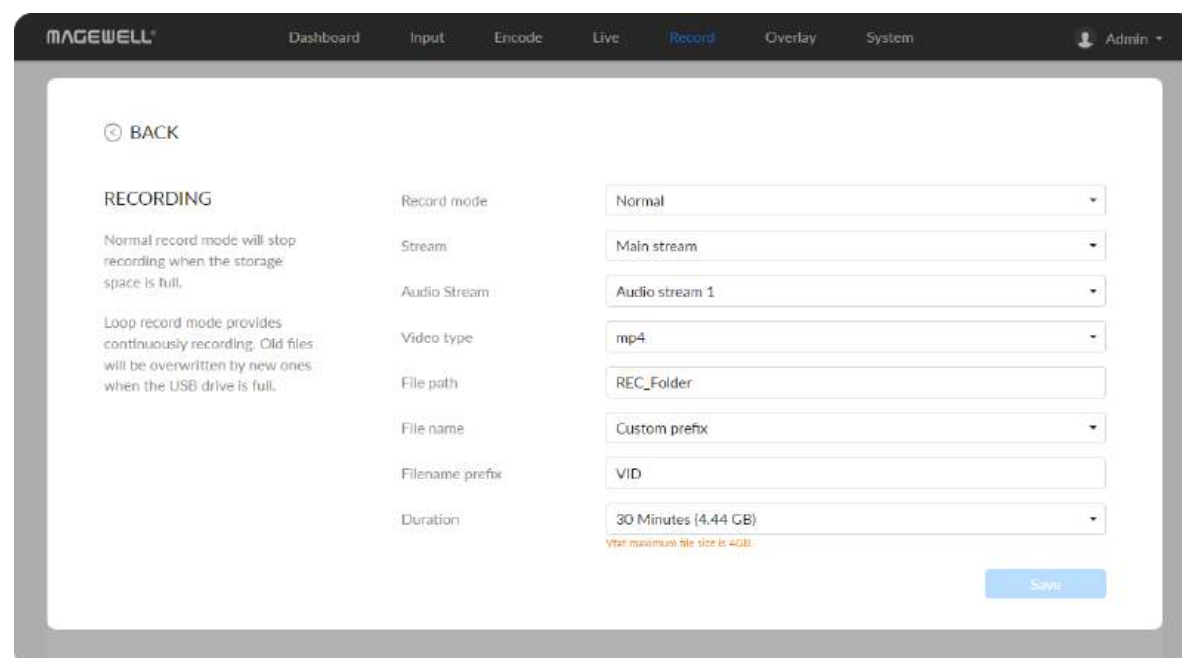 MAGEWELL®
Dashboard Input Encode Live Record Overlay System Admin
BACK
RECORDING
Normal record mode will stop
recording when the storage
space is full.
Loop record mode provides
continuously recording. Old files
will be overwritten by new ones
when the USB drive is full.
Record mode Normal
Stream Main stream
Audio Stream Audio stream 1
Video type mp4
File path REC_Folder
File name Custom prefix
Filename prefix VID
Duration 30 Minutes (4.44 GB)
Vfat maximum file size is 4GB.
Save